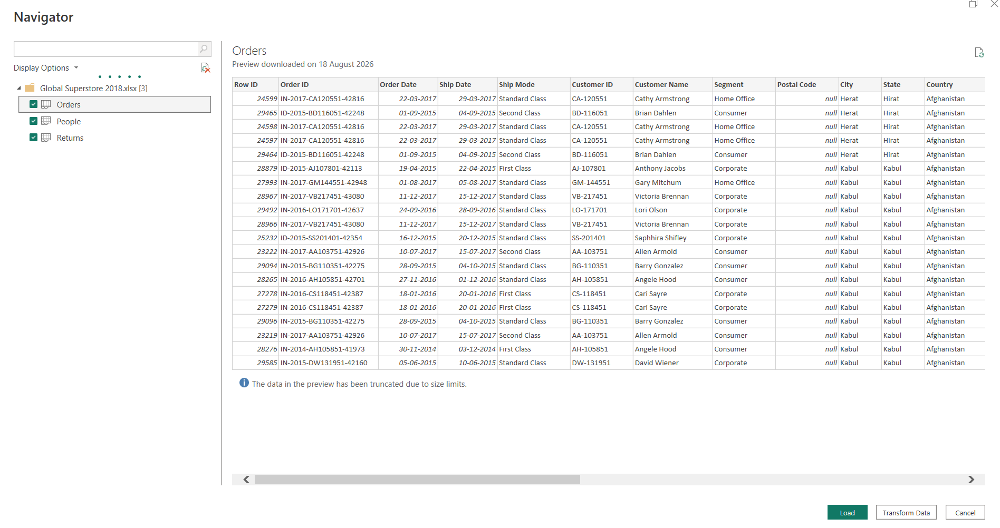 Navigator
Display Options
Global Superstore 2018.xlsx [3]
Orders
People
Returns
Orders
Preview downloaded on 18 August 2026
Row ID Order ID Order Date Ship Date Ship Mode Customer ID Customer Name Segment Postal Code City State Country
24599 IN-2017-CA120551-42816 22-03-2017 29-03-2017 Standard Class CA-120551 Cathy Armstrong Home Office null Herat Hirat Afghanistan
29465 ID-2015-BD116051-42248 01-09-2015 04-09-2015 Second Class BD-116051 Brian Dahlen Consumer null Herat Hirat Afghanistan
24598 IN-2017-CA120551-42816 22-03-2017 29-03-2017 Standard Class CA-120551 Cathy Armstrong Home Office null Herat Hirat Afghanistan
24597 IN-2017-CA120551-42816 22-03-2017 29-03-2017 Standard Class CA-120551 Cathy Armstrong Home Office null Herat Hirat Afghanistan
29464 ID-2015-BD116051-42248 01-09-2015 04-09-2015 Second Class BD-116051 Brian Dahlen Consumer null Herat Hirat Afghanistan
28879 ID-2015-AJ107801-42113 19-04-2015 22-04-2015 First Class AJ-107801 Anthony Jacobs Corporate null Kabul Kabul Afghanistan
27993 IN-2017-GM144551-42948 01-08-2017 05-08-2017 Standard Class GM-144551 Gary Mitchum Home Office null Kabul Kabul Afghanistan
28967 IN-2017-VB217451-43080 11-12-2017 15-12-2017 Standard Class VB-217451 Victoria Brennan Corporate null Kabul Kabul Afghanistan
29492 IN-2016-LO171701-42637 24-09-2016 28-09-2016 Standard Class LO-171701 Lori Olson Corporate null Kabul Kabul Afghanistan
28966 IN-2017-VB217451-43080 11-12-2017 15-12-2017 Standard Class VB-217451 Victoria Brennan Corporate null Kabul Kabul Afghanistan
25232 ID-2015-SS201401-42354 16-12-2015 20-12-2015 Standard Class SS-201401 Saphhira Shifley Corporate null Kabul Kabul Afghanistan
23222 IN-2017-AA103751-42926 10-07-2017 15-07-2017 Second Class AA-103751 Allen Armold Consumer null Kabul Kabul Afghanistan
29094 IN-2015-BG110351-42275 28-09-2015 04-10-2015 Standard Class BG-110351 Barry Gonzalez Consumer null Kabul Kabul Afghanistan
28265 IN-2016-AH105851-42701 27-11-2016 01-12-2016 Standard Class AH-105851 Angele Hood Consumer null Kabul Kabul Afghanistan
27278 IN-2016-CS118451-42387 18-01-2016 20-01-2016 First Class CS-118451 Cari Sayre Corporate null Kabul Kabul Afghanistan
27279 IN-2016-CS118451-42387 18-01-2016 20-01-2016 First Class CS-118451 Cari Sayre Corporate null Kabul Kabul Afghanistan
29096 IN-2015-BG110351-42275 28-09-2015 04-10-2015 Standard Class BG-110351 Barry Gonzalez Consumer null Kabul Kabul Afghanistan
23219 IN-2017-AA103751-42926 10-07-2017 15-07-2017 Second Class AA-103751 Allen Armold Consumer null Kabul Kabul Afghanistan
28276 IN-2014-AH105851-41973 30-11-2014 03-12-2014 First Class AH-105851 Angele Hood Consumer null Kabul Kabul Afghanistan
29585 IN-2015-DW131951-42160 05-06-2015 10-06-2015 Standard Class DW-131951 David Wiener Corporate null Kabul Kabul Afghanistan
The data in the preview has been truncated due to size limits.
Load Transform Data Cancel